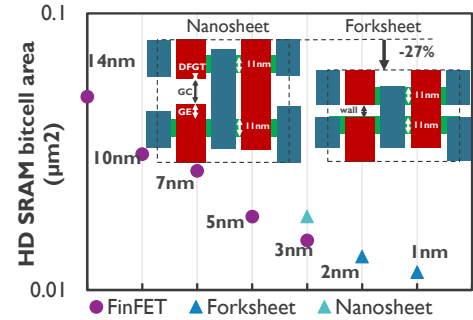 0.1
Nanosheet
Forksheet
-27%
14nm
DFGT
11nm
GC
GE
11nm
11nm
wall
11nm
10nm
7nm
5nm
3nm
2nm
1nm
0.01
HD SRAM bitcell area
(µm2)
FinFET
Forksheet
Nanosheet